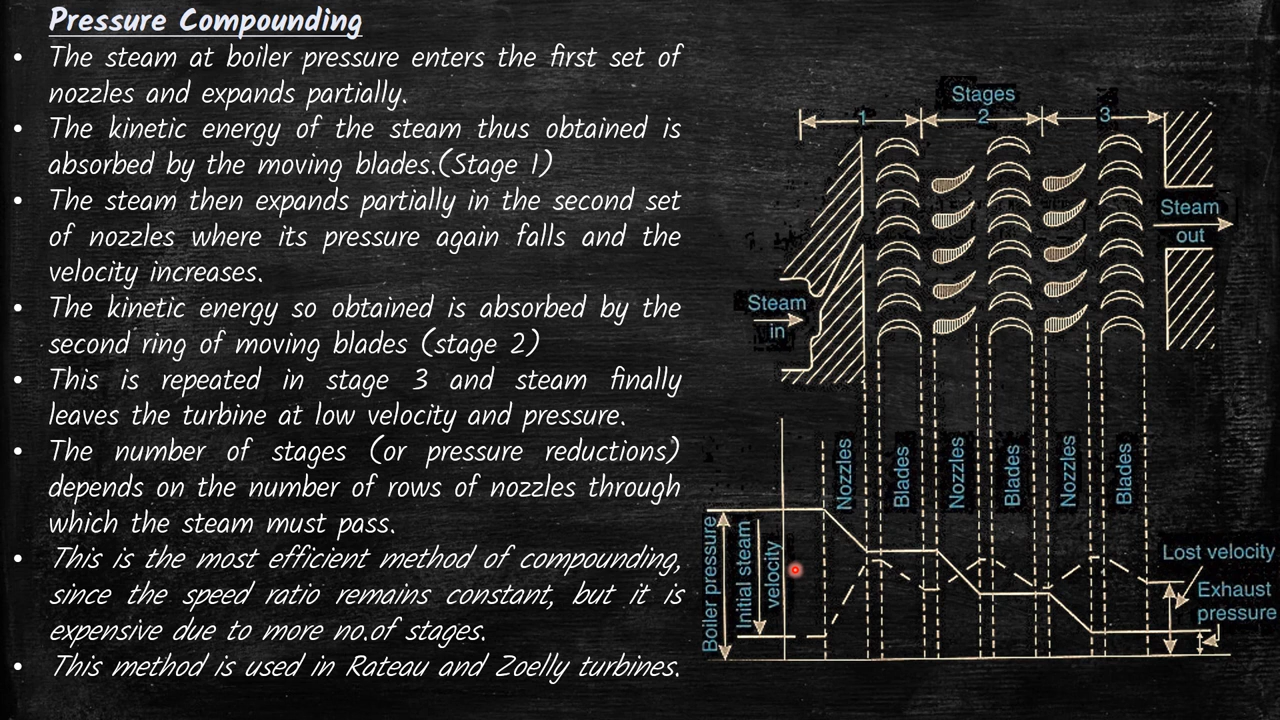 Pressure Compounding
• The steam at boiler pressure enters the first set of
nozzles and expands partially.
• The kinetic energy of the steam thus obtained is
absorbed by the moving blades.(Stage 1)
• The steam then expands partially in the second set
of nozzles where its pressure again falls and the
velocity increases.
• The kinetic energy so obtained is absorbed by the
second ring of moving blades (stage 2)
• This is repeated in stage 3 and steam finally
leaves the turbine at low velocity and pressure.
• The number of stages (or pressure reductions)
depends on the number of rows of nozzles through
which the steam must pass.
• This is the most efficient method of compounding,
since the speed ratio remains constant, but it is
expensive due to more no.of stages.
• This method is used in Rateau and Zoelly turbines.
Stages
1 2 3
Steam
out
Steam
in
Nozzles
Blades
Nozzles
Blades
Nozzles
Blades
Boiler pressure
Initial steam
velocity
Lost velocity
Exhaust
pressure